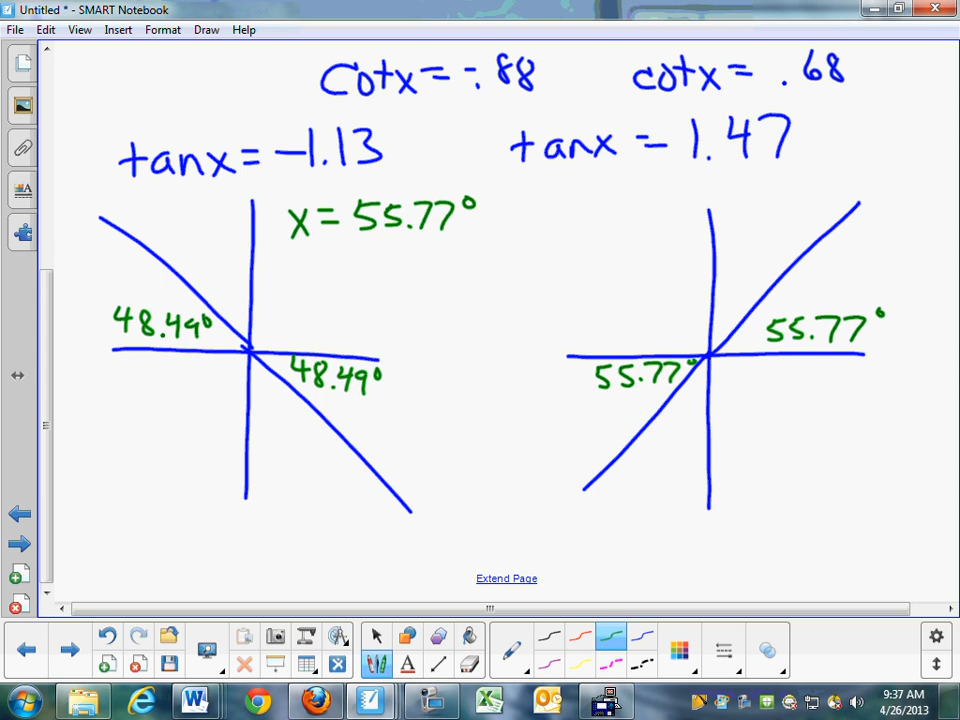 Untitled * - SMART Notebook
File Edit View Insert Format Draw Help
cotx = -.88
cotx = .68
tanx = -1.13
tanx = 1.47
x = 55.77°
48.49°
55.77°
48.49°
55.77°
Extend Page
9:37 AM
4/26/2013